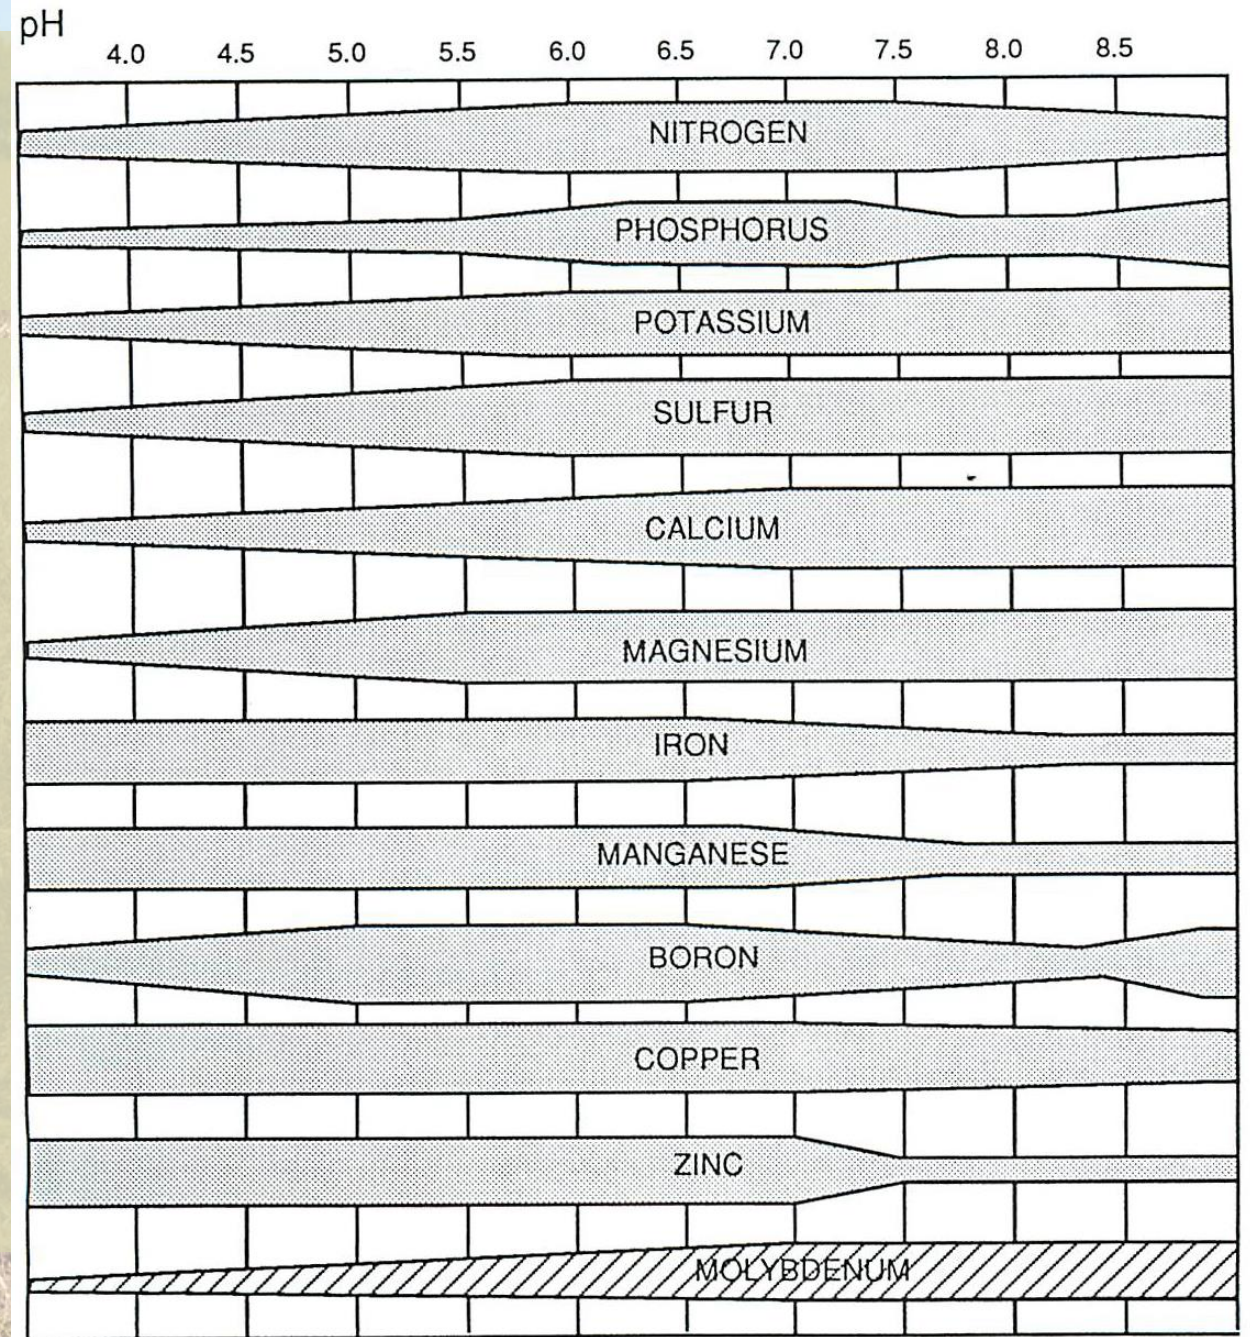 pH
4.0 4.5 5.0 5.5 6.0 6.5 7.0 7.5 8.0 8.5
NITROGEN
PHOSPHORUS
POTASSIUM
SULFUR
CALCIUM
MAGNESIUM
IRON
MANGANESE
BORON
COPPER
ZINC
MOLYBDENUM